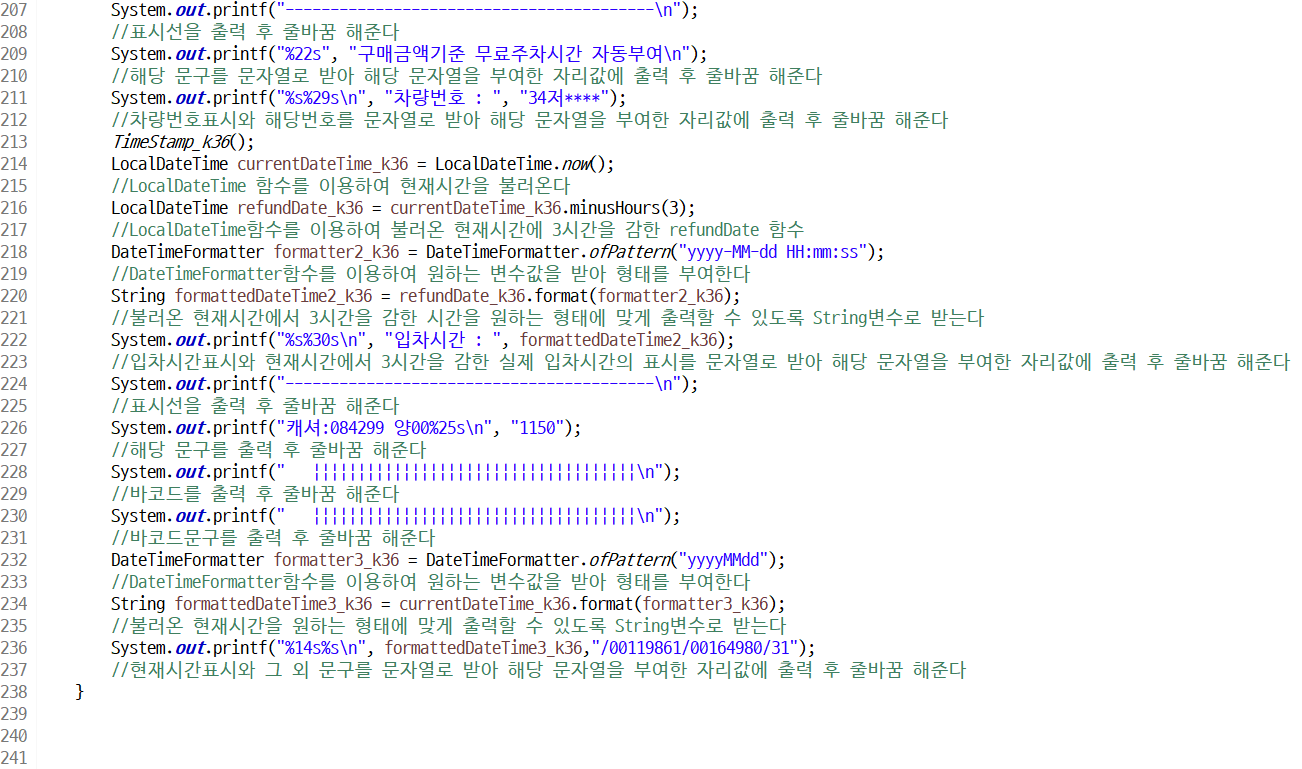 207 System.out.printf("-----------------------------------------\n");
208 //표시선을 출력 후 줄바꿈 해준다
209 System.out.printf("%22s", "구매금액기준 무료주차시간 자동부여\n");
210 //해당 문구를 문자열로 받아 해당 문자열을 부여한 자리값에 출력 후 줄바꿈 해준다
211 System.out.printf("%s%29s\n", "차량번호 : ", "34저****");
212 //차량번호표시와 해당번호를 문자열로 받아 해당 문자열을 부여한 자리값에 출력 후 줄바꿈 해준다
213 TimeStamp_k36();
214 LocalDateTime currentDateTime_k36 = LocalDateTime.now();
215 //LocalDateTime 함수를 이용하여 현재시간을 불러온다
216 LocalDateTime refundDate_k36 = currentDateTime_k36.minusHours(3);
217 //LocalDateTime함수를 이용하여 불러온 현재시간에 3시간을 감한 refundDate 함수
218 DateTimeFormatter formatter2_k36 = DateTimeFormatter.ofPattern("yyyy-MM-dd HH:mm:ss");
219 //DateTimeFormatter함수를 이용하여 원하는 변수값을 받아 형태를 부여한다
220 String formattedDateTime2_k36 = refundDate_k36.format(formatter2_k36);
221 //불러온 현재시간에서 3시간을 감한 시간을 원하는 형태에 맞게 출력할 수 있도록 String변수로 받는다
222 System.out.printf("%s%30s\n", "입차시간 : ", formattedDateTime2_k36);
223 //입차시간표시와 현재시간에서 3시간을 감한 실제 입차시간의 표시를 문자열로 받아 해당 문자열을 부여한 자리값에 출력 후 줄바꿈 해준다
224 System.out.printf("-----------------------------------------\n");
225 //표시선을 출력 후 줄바꿈 해준다
226 System.out.printf("캐셔:084299 양00%25s\n", "1150");
227 //해당 문구를 출력 후 줄바꿈 해준다
228 System.out.printf("   ¦¦¦¦¦¦¦¦¦¦¦¦¦¦¦¦¦¦¦¦¦¦¦¦¦¦¦¦¦¦¦¦¦¦¦¦\n");
229 //바코드를 출력 후 줄바꿈 해준다
230 System.out.printf("   ¦¦¦¦¦¦¦¦¦¦¦¦¦¦¦¦¦¦¦¦¦¦¦¦¦¦¦¦¦¦¦¦¦¦¦¦\n");
231 //바코드문구를 출력 후 줄바꿈 해준다
232 DateTimeFormatter formatter3_k36 = DateTimeFormatter.ofPattern("yyyyMMdd");
233 //DateTimeFormatter함수를 이용하여 원하는 변수값을 받아 형태를 부여한다
234 String formattedDateTime3_k36 = currentDateTime_k36.format(formatter3_k36);
235 //불러온 현재시간을 원하는 형태에 맞게 출력할 수 있도록 String변수로 받는다
236 System.out.printf("%14s%s\n", formattedDateTime3_k36,"/00119861/00164980/31");
237 //현재시간표시와 그 외 문구를 문자열로 받아 해당 문자열을 부여한 자리값에 출력 후 줄바꿈 해준다
238 }
239
240
241